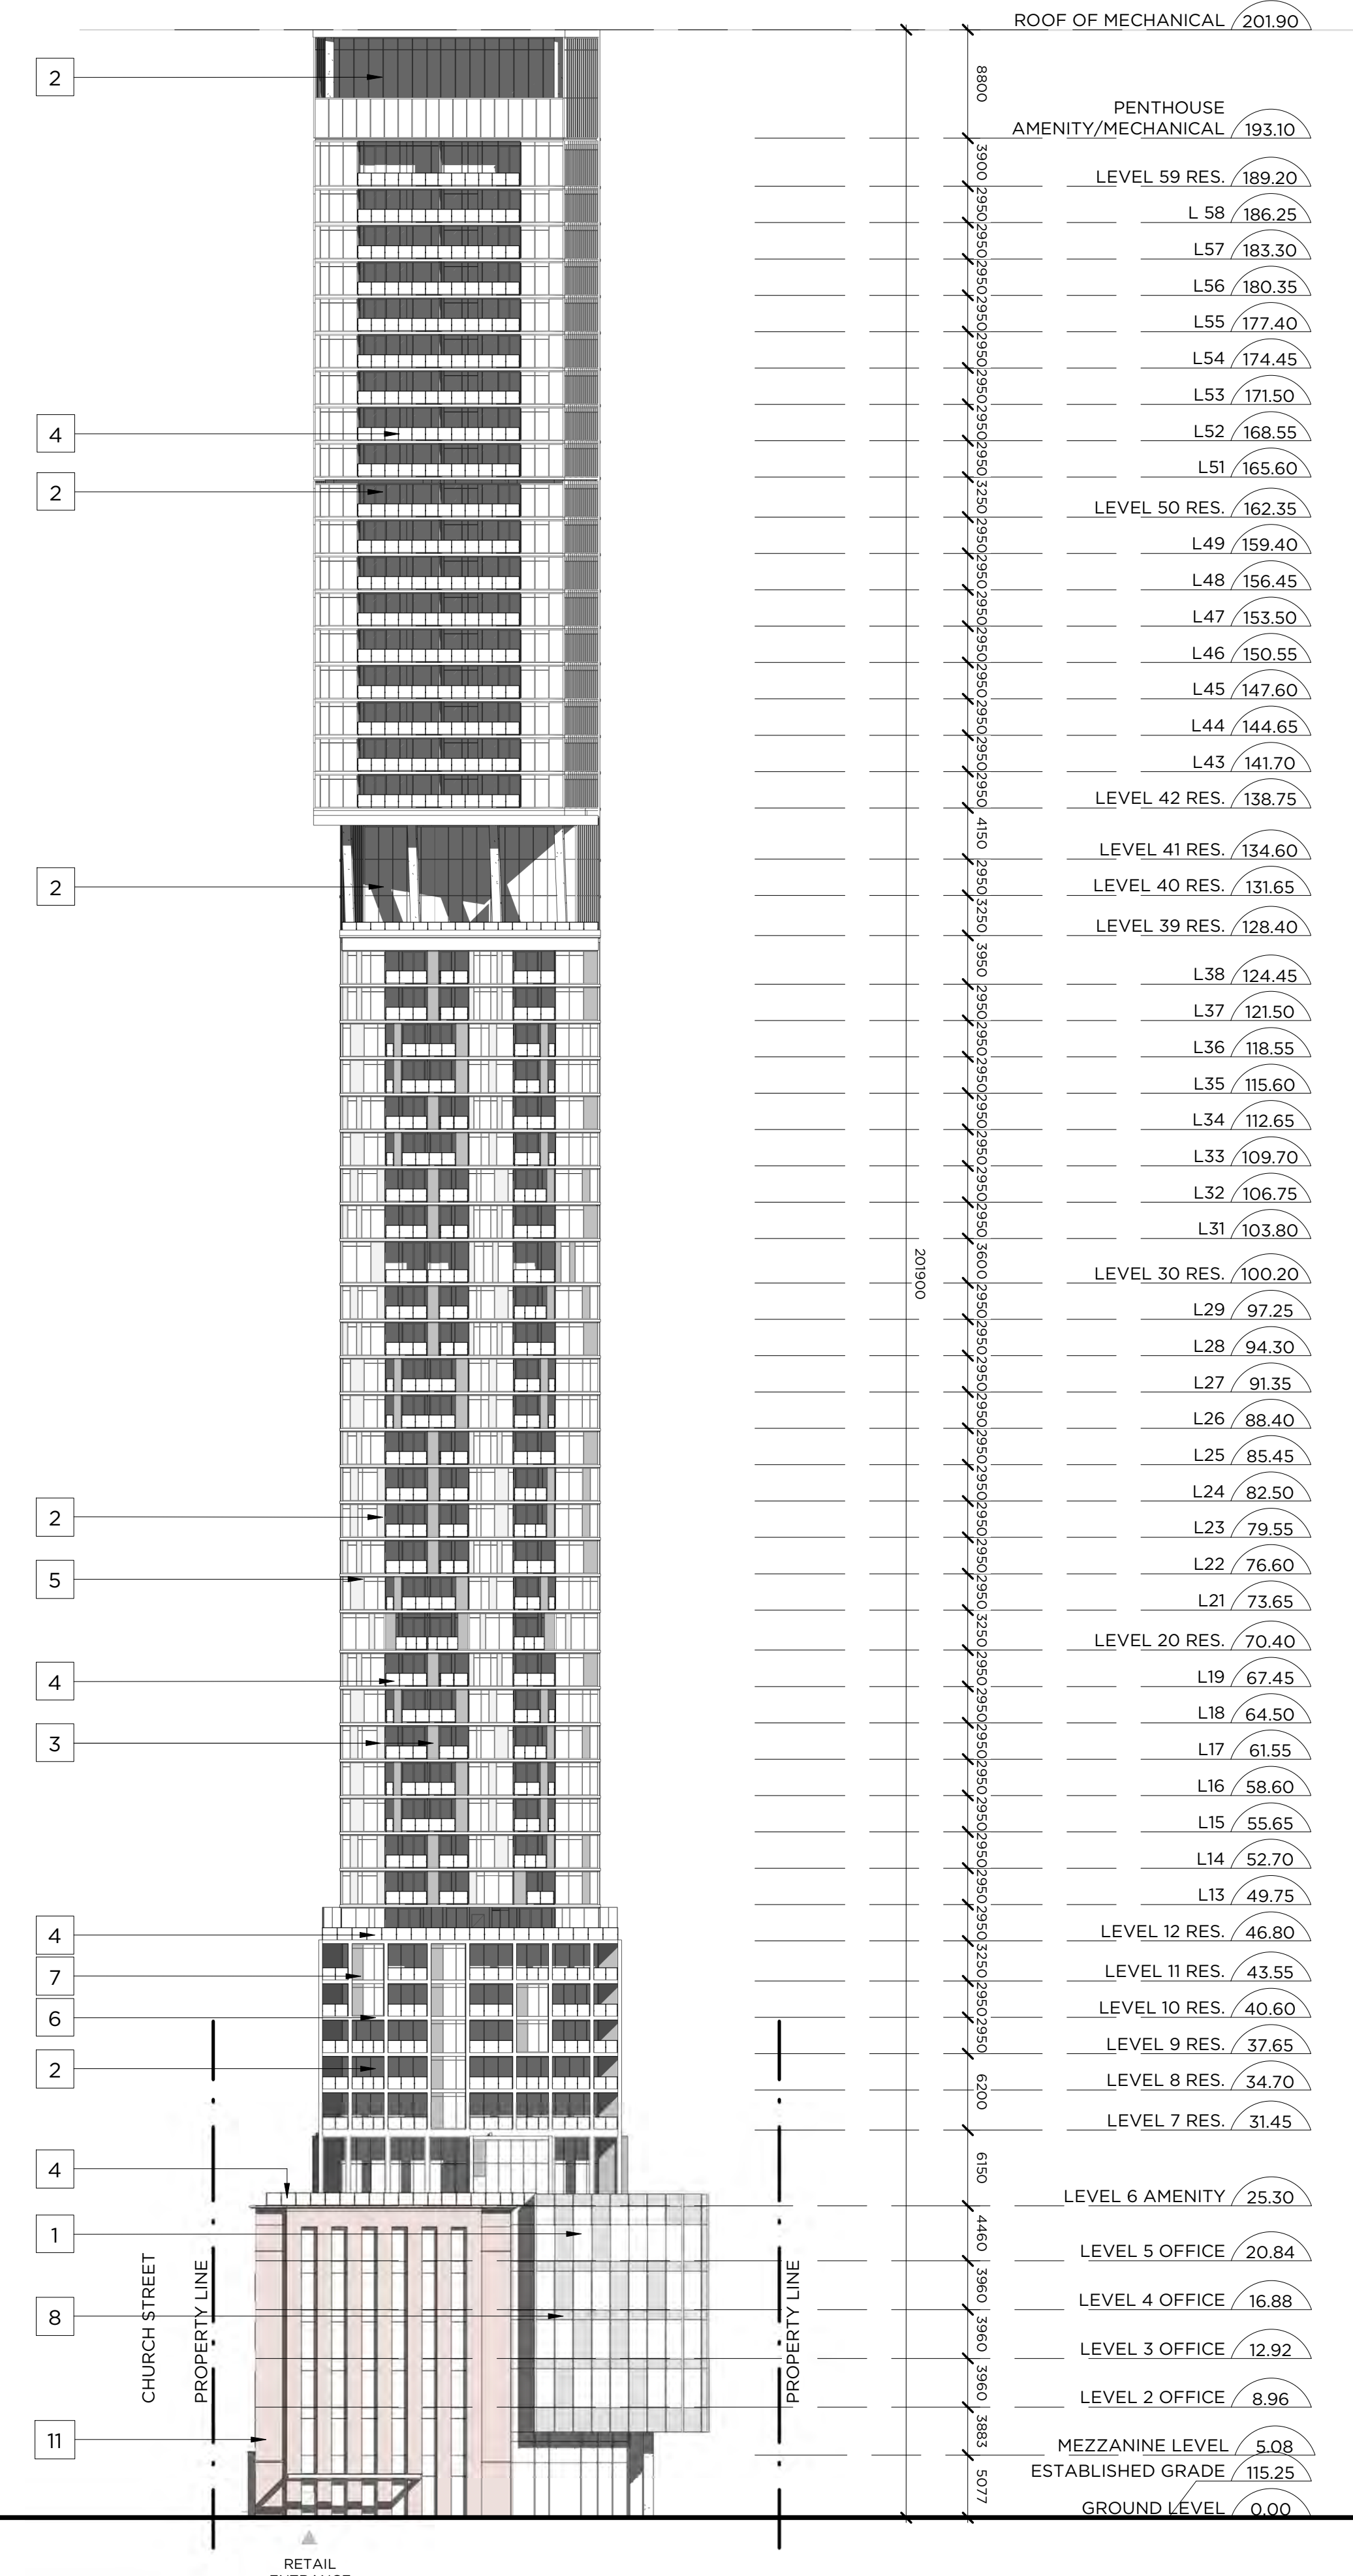 ROOF OF MECHANICAL 201.90
8800
2
PENTHOUSE
AMENITY/MECHANICAL 193.10
3900
LEVEL 59 RES. 189.20
2950
L 58 186.25
2950
L57 183.30
2950
L56 180.35
2950
L55 177.40
2950
L54 174.45
2950
L53 171.50
2950
4
L52 168.55
2950
L51 165.60
2
3250
LEVEL 50 RES. 162.35
2950
L49 159.40
2950
L48 156.45
2950
L47 153.50
2950
L46 150.55
2950
L45 147.60
2950
L44 144.65
2950
L43 141.70
2950
LEVEL 42 RES. 138.75
4150
LEVEL 41 RES. 134.60
2950
2
LEVEL 40 RES. 131.65
3250
LEVEL 39 RES. 128.40
3950
L38 124.45
2950
L37 121.50
2950
L36 118.55
2950
L35 115.60
2950
L34 112.65
2950
L33 109.70
2950
L32 106.75
2950
L31 103.80
3600
201900
LEVEL 30 RES. 100.20
2950
L29 97.25
2950
L28 94.30
2950
L27 91.35
2950
L26 88.40
2950
L25 85.45
2950
L24 82.50
2950
2
L23 79.55
2950
L22 76.60
5
2950
L21 73.65
3250
LEVEL 20 RES. 70.40
2950
4
L19 67.45
2950
L18 64.50
2950
3
L17 61.55
2950
L16 58.60
2950
L15 55.65
2950
L14 52.70
2950
L13 49.75
2950
4
LEVEL 12 RES. 46.80
3250
7
LEVEL 11 RES. 43.55
2950
6
LEVEL 10 RES. 40.60
2950
LEVEL 9 RES. 37.65
2
LEVEL 8 RES. 34.70
6200
LEVEL 7 RES. 31.45
6150
4
LEVEL 6 AMENITY 25.30
4460
1
LEVEL 5 OFFICE 20.84
3960
8
LEVEL 4 OFFICE 16.88
3960
LEVEL 3 OFFICE 12.92
CHURCH STREET
PROPERTY LINE
PROPERTY LINE
3960
LEVEL 2 OFFICE 8.96
3883
11
MEZZANINE LEVEL 5.08
ESTABLISHED GRADE 115.25
5077
GROUND LEVEL 0.00
RETAIL